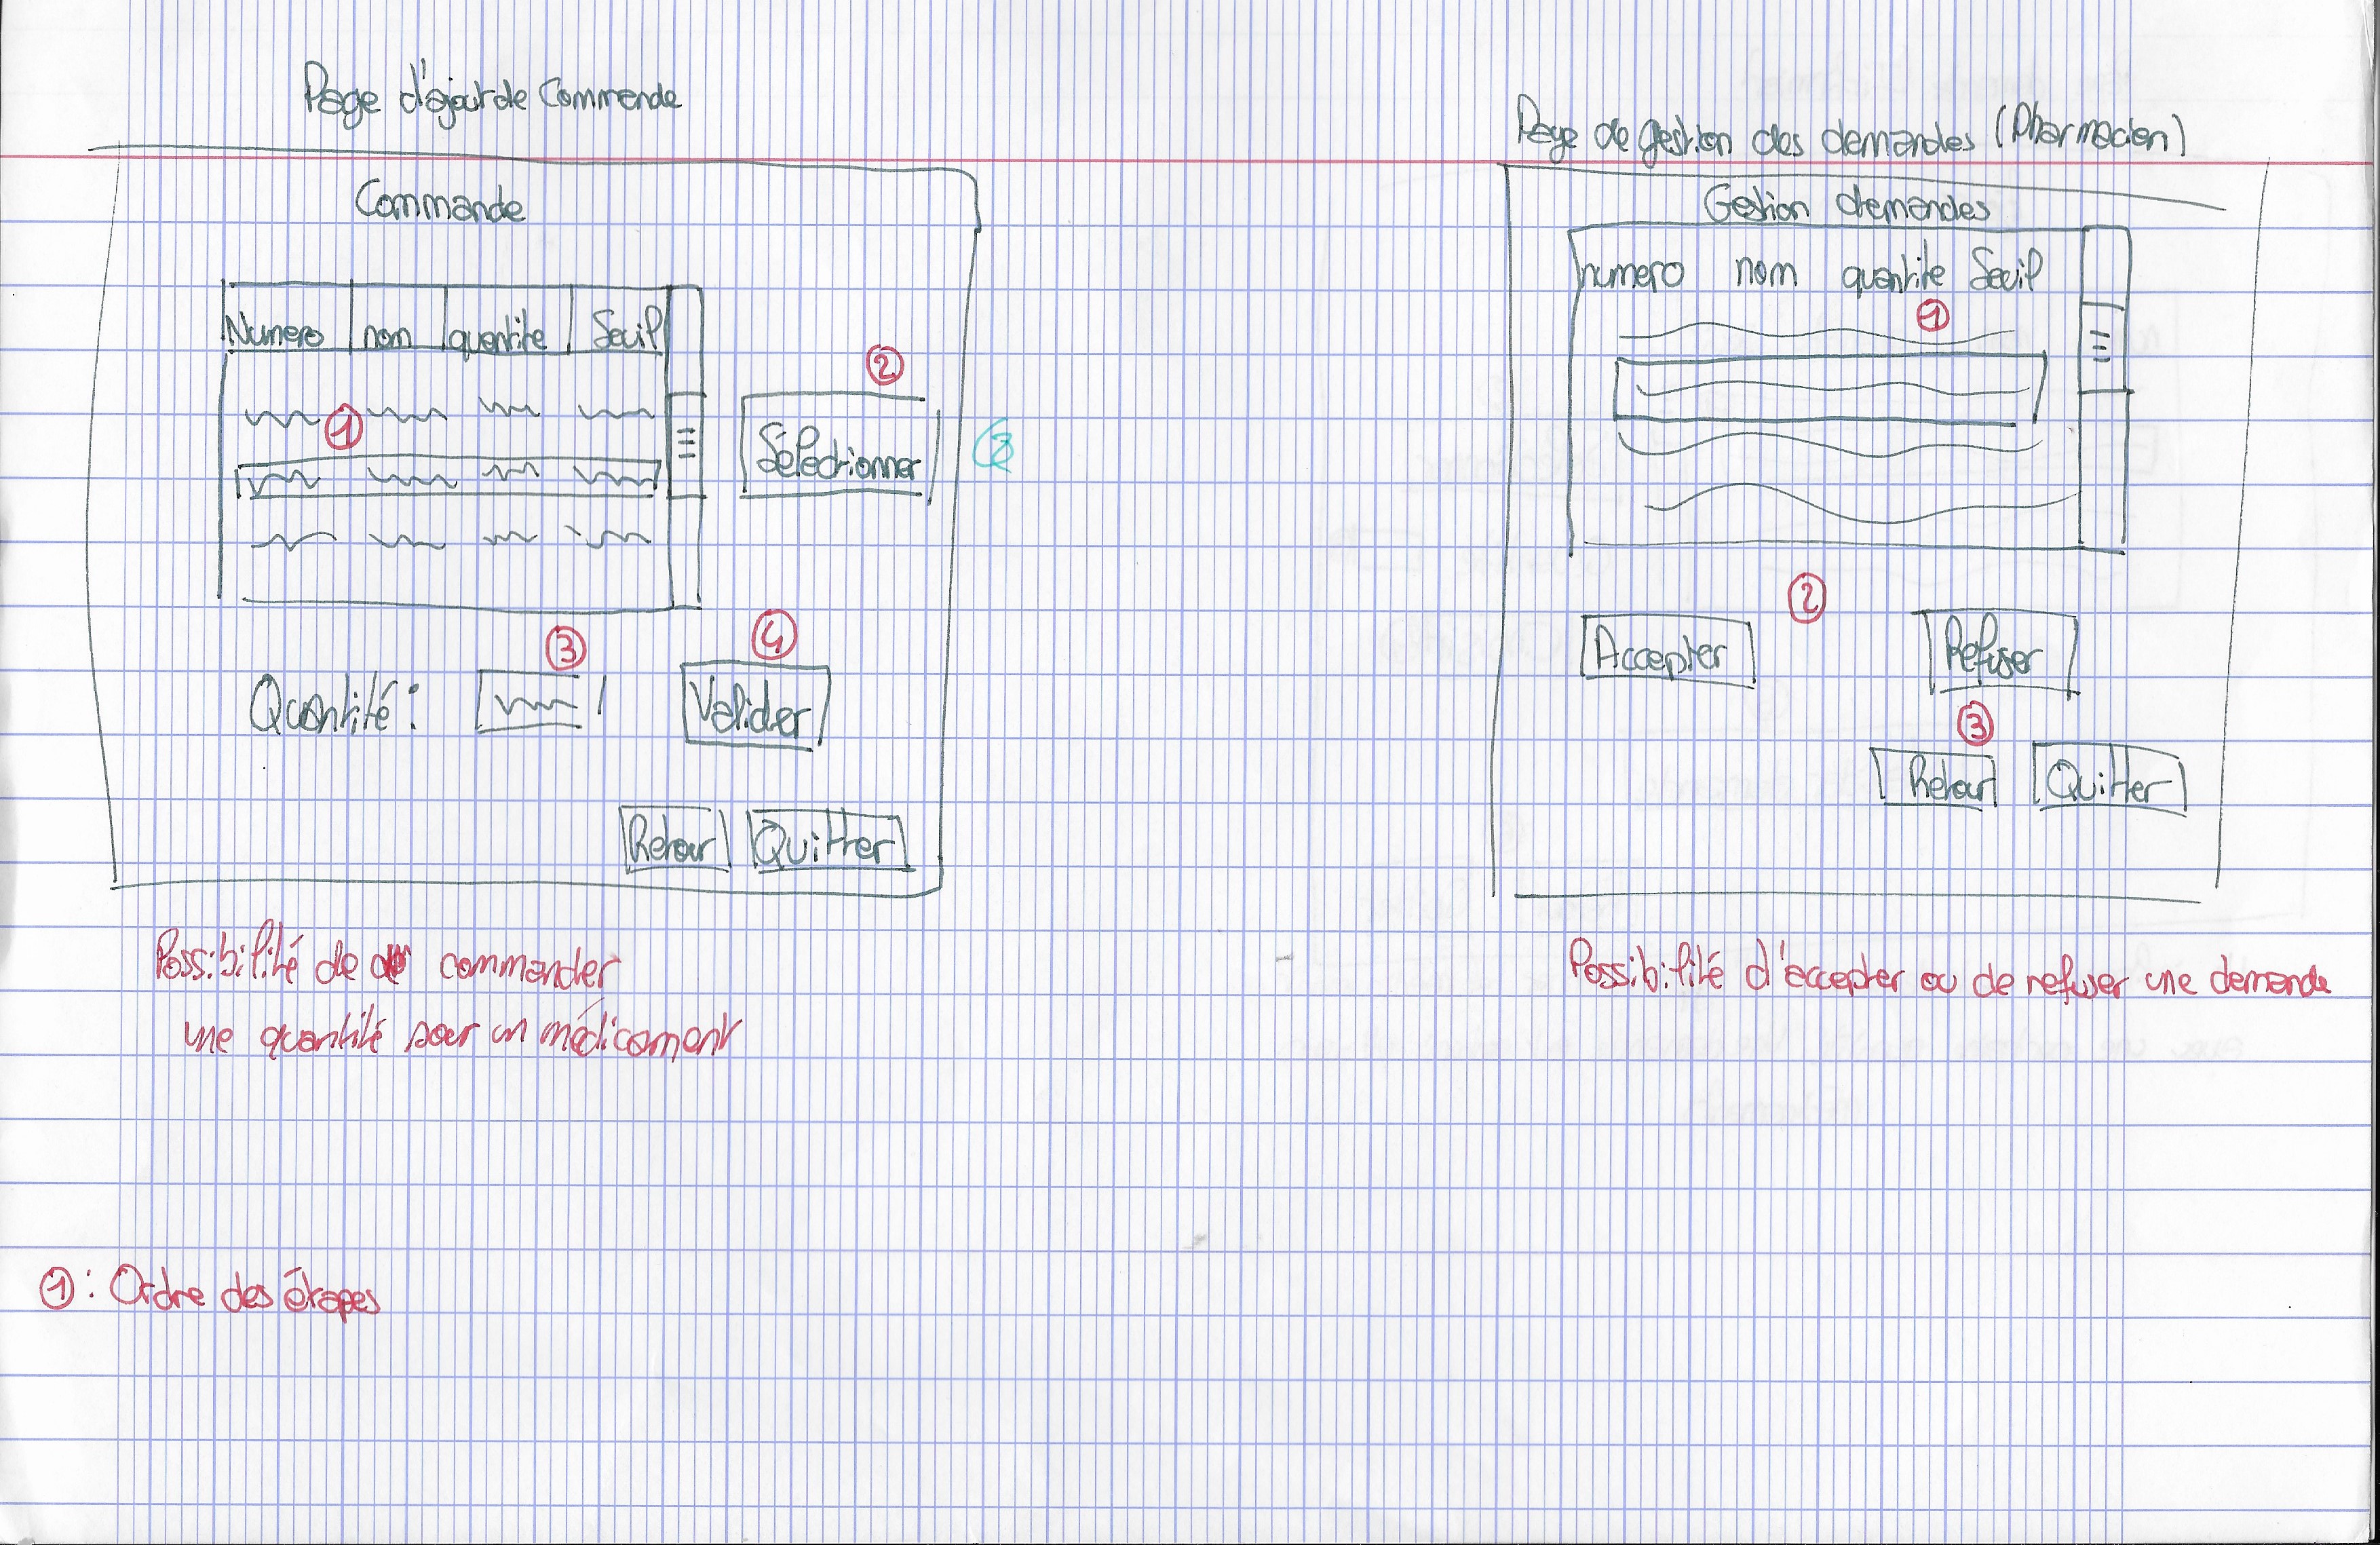 Page d'ajout de Commande
Commande
Numero nom quantite Seuil
①
②
Sélectionner
②
③
④
Quantité :
Valider
Retour Quitter
Possibilité de commander
une quantité pour un médicament
①: Ordre des étapes
Page de gestion des demandes (Pharmacien)
Gestion demandes
numero nom quantite Seuil
①
②
Accepter Refuser
③
Retour Quitter
Possibilité d'accepter ou de refuser une demande